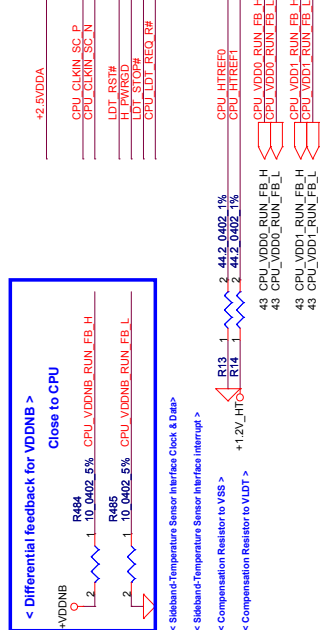 +2.5VDDA
CPU_CLKIN_SC_P
CPU_CLKIN_SC_N
LDT_RST#
H_PWRGD
LDT_STOP#
CPU_LDT_REQ_R#
CPU_HTREF0
CPU_HTREF1
CPU_VDD0_RUN_FB_H
CPU_VDD0_RUN_FB_L
CPU_VDD1_RUN_FB_H
CPU_VDD1_RUN_FB_L
R13 1 2 44.2_0402_1%
R14 1 2 44.2_0402_1%
+1.2V_HT
43 CPU_VDD0_RUN_FB_H
43 CPU_VDD0_RUN_FB_L
43 CPU_VDD1_RUN_FB_H
43 CPU_VDD1_RUN_FB_L
< Differential feedback for VDDNB >
Close to CPU
+VDDNB
R484
2 1 10_0402_5% CPU_VDDNB_RUN_FB_H
R485
2 1 10_0402_5% CPU_VDDNB_RUN_FB_L
< Sideband-Temperature Sensor Interface Clock & Data>
< Sideband-Temperature Sensor Interface interrupt >
< Compensation Resistor to VSS >
< Compensation Resistor to VLDT >